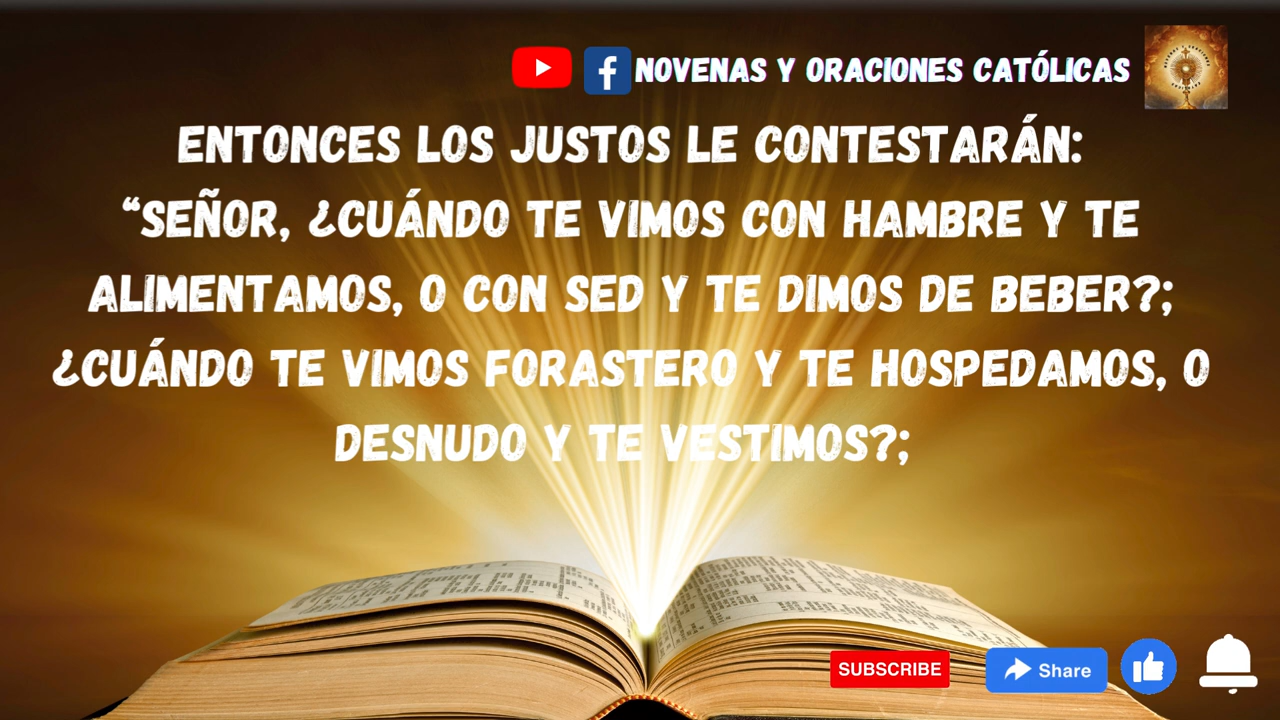 NOVENAS Y ORACIONES CATÓLICAS
ENTONCES LOS JUSTOS LE CONTESTARÁN:
“SEÑOR, ¿CUÁNDO TE VIMOS CON HAMBRE Y TE
ALIMENTAMOS, O CON SED Y TE DIMOS DE BEBER?;
¿CUÁNDO TE VIMOS FORASTERO Y TE HOSPEDAMOS, O
DESNUDO Y TE VESTIMOS?;
SUBSCRIBE
Share